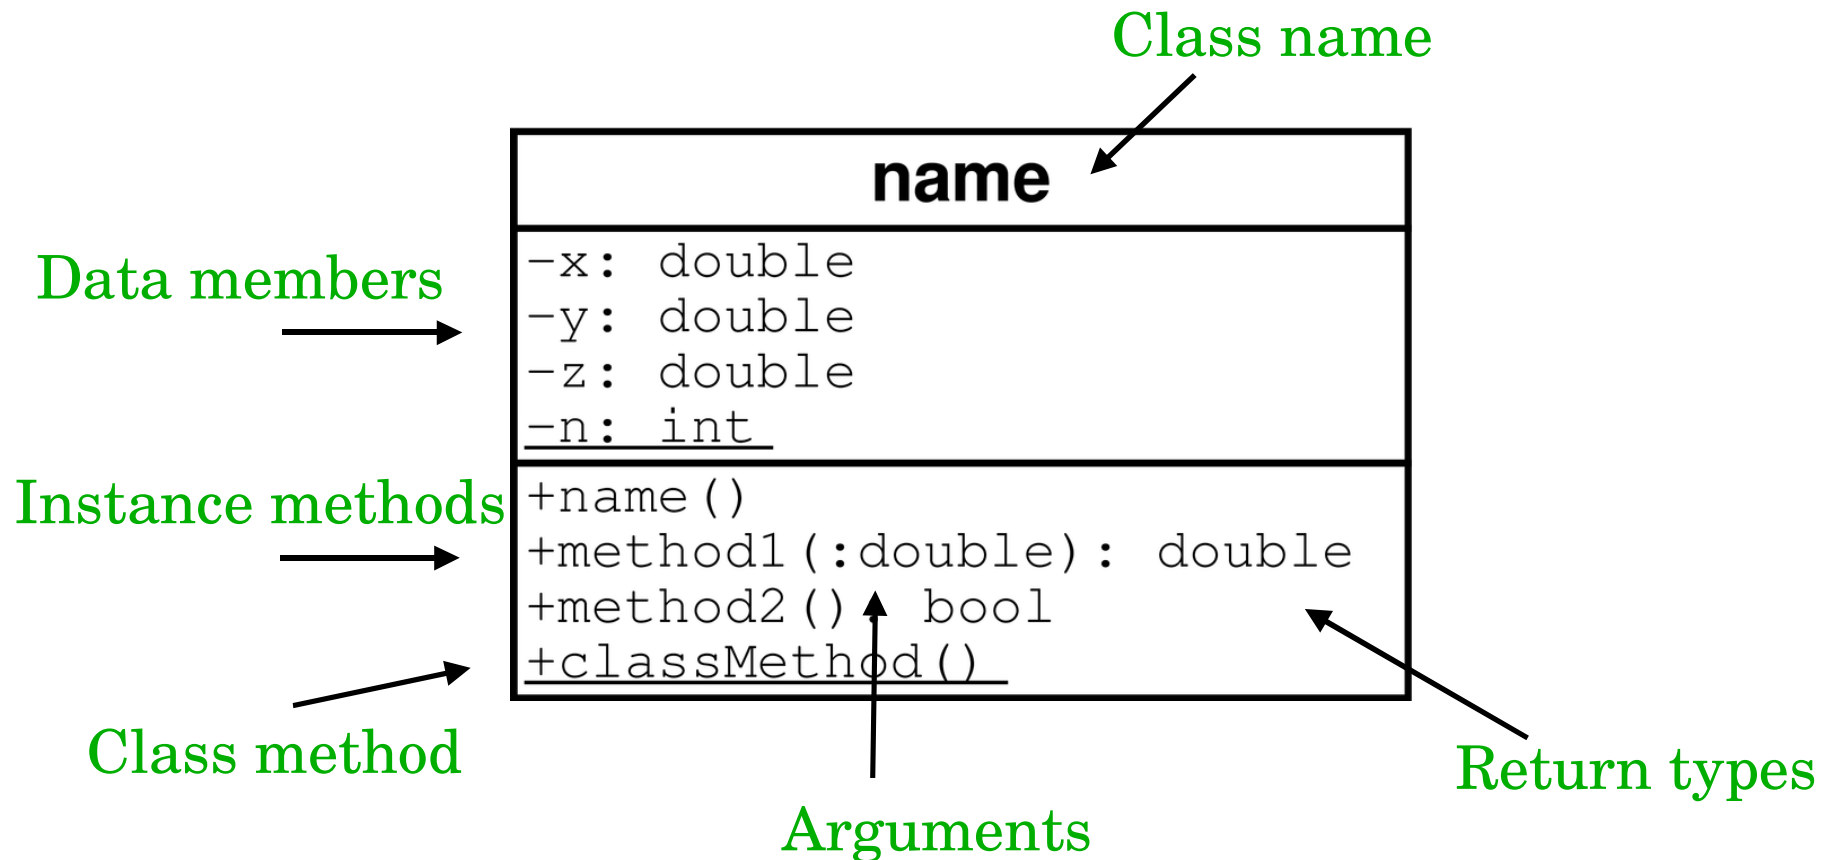 Class name
name
Data members
-x: double
-y: double
-z: double
-n: int
Instance methods
+name()
+method1(:double): double
+method2(): bool
+classMethod()
Class method
Return types
Arguments